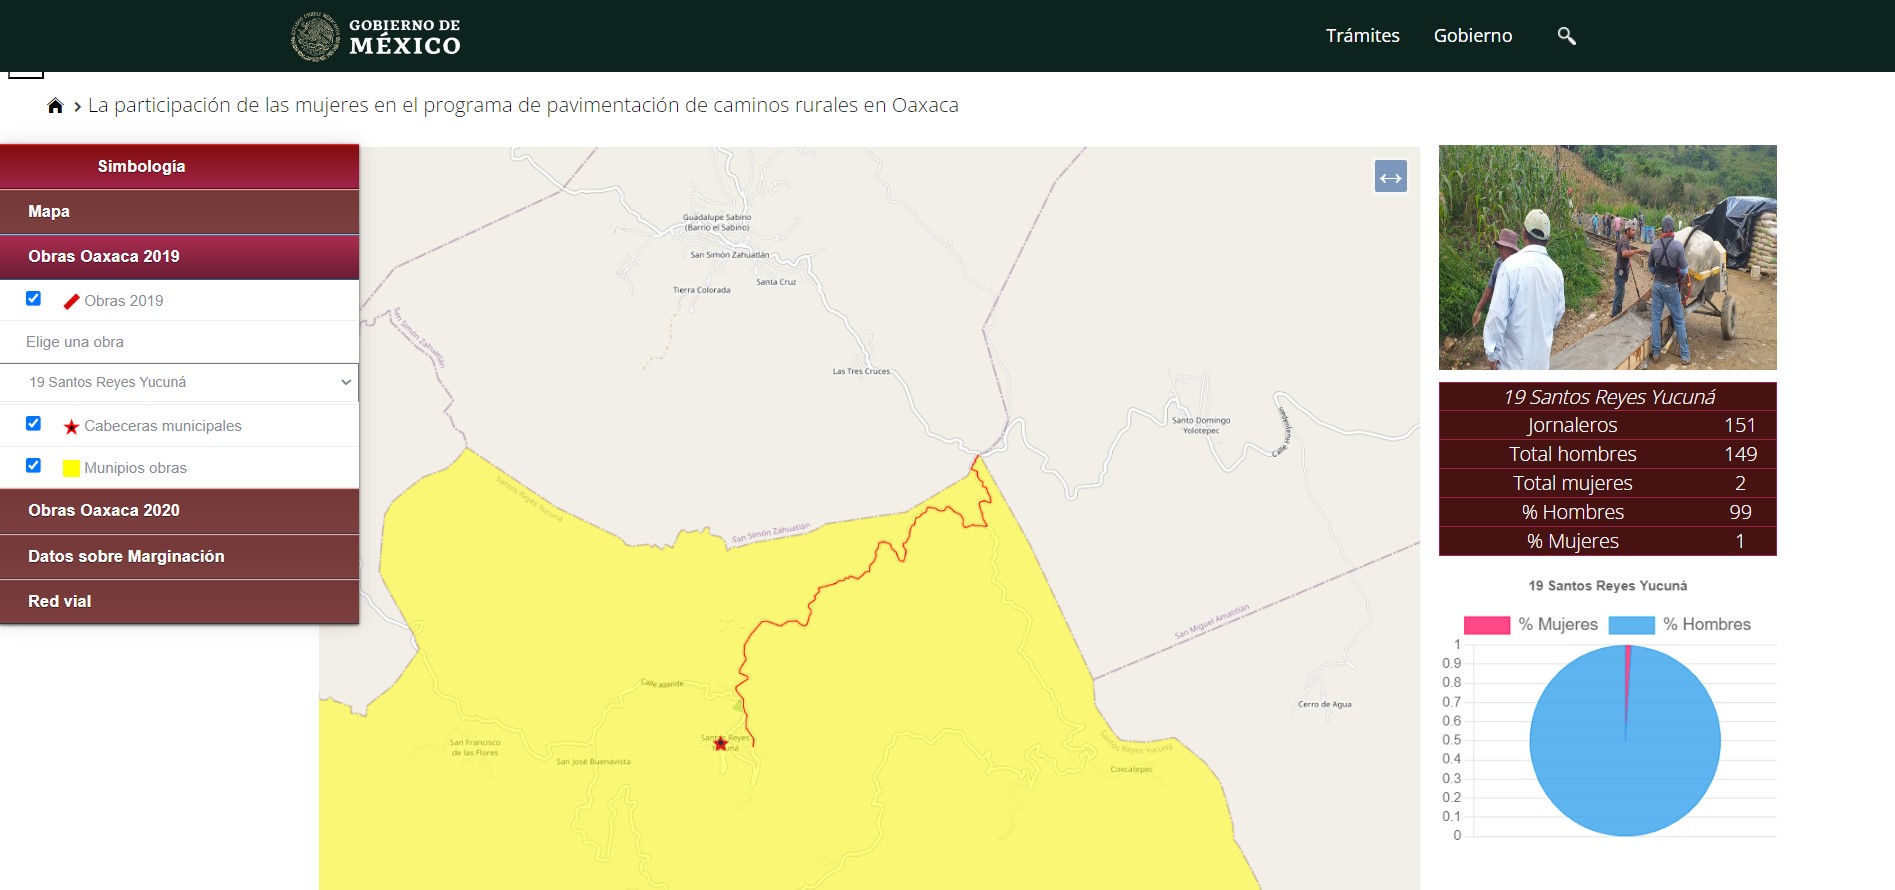 GOBIERNO DE
MÉXICO
Trámites
Gobierno
La participación de las mujeres en el programa de pavimentación de caminos rurales en Oaxaca
Simbología
Mapa
Obras Oaxaca 2019
Obras 2019
Elige una obra
19 Santos Reyes Yucuná
Cabeceras municipales
Munipios obras
Obras Oaxaca 2020
Datos sobre Marginación
Red vial
Guadalupe Sabino
(Barrio el Sabino)
San Simón Zahuatlán
Santa Cruz
Tierra Colorada
San Simón Zahuatlán
Las Tres Cruces
Santo Domingo
Yolotepec
Calle Huajuapan
Santos Reyes Yucuná
San Simón Zahuatlán
San Miguel Amatitlán
Calle Allende
Cerro de Agua
Santos Reyes
Yucuná
San Francisco
de las Flores
San José Buenavista
Santos Reyes Yucuná
Coxcatepec
19 Santos Reyes Yucuná
Jornaleros 151
Total hombres 149
Total mujeres 2
% Hombres 99
% Mujeres 1
19 Santos Reyes Yucuná
% Mujeres % Hombres
1
0.9
0.8
0.7
0.6
0.5
0.4
0.3
0.2
0.1
0